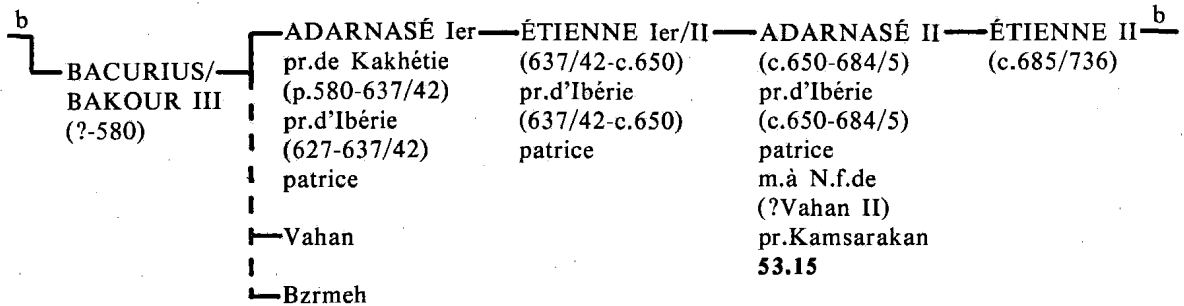 b
BACURIUS/
BAKOUR III
(?-580)
ADARNASÉ Ier
pr.de Kakhétie
(p.580-637/42)
pr.d'Ibérie
(627-637/42)
patrice
Vahan
Bzrmeh
ÉTIENNE Ier/II
(637/42-c.650)
pr.d'Ibérie
(637/42-c.650)
patrice
ADARNASÉ II
(c.650-684/5)
pr.d'Ibérie
(c.650-684/5)
patrice
m.à N.f.de
(?Vahan II)
pr.Kamsarakan
53.15
ÉTIENNE II
(c.685/736)
b